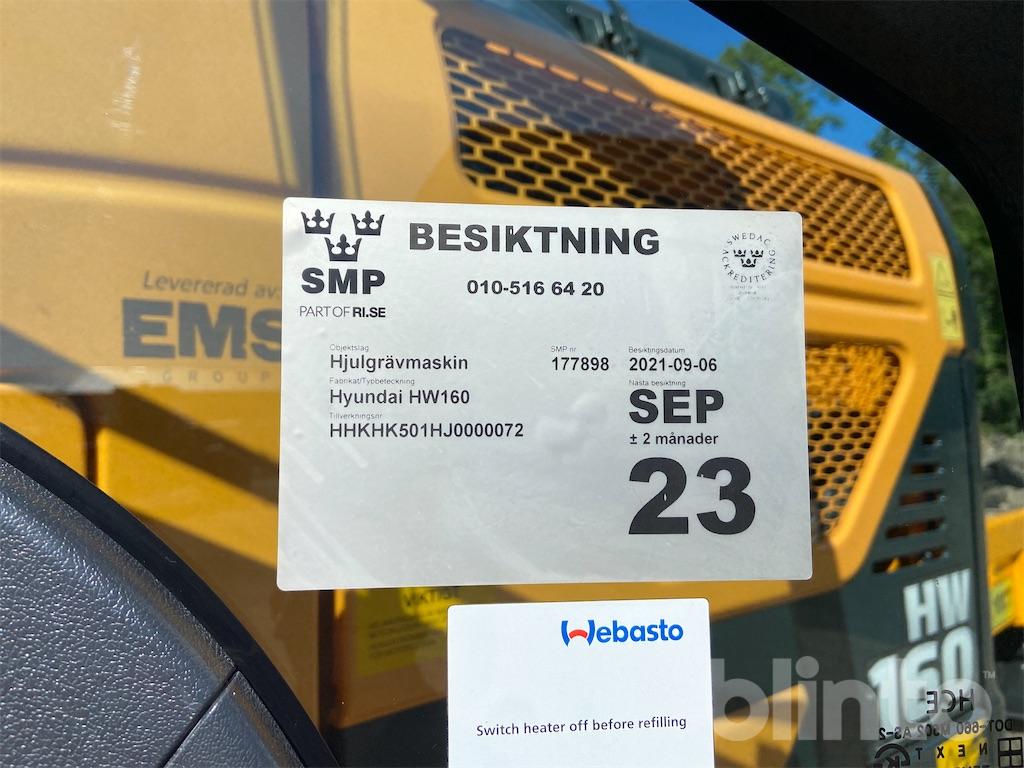 BESIKTNING
SMP
PART OF RI.SE
010-516 64 20
SWEDAC
ACKREDITERING
Objektslag
Hjulgrävmaskin
SMP nr
177898
Besiktningsdatum
2021-09-06
Fabrikat/Typbeteckning
Hyundai HW160
Nästa besiktning
SEP
± 2 månader
23
Tillverkningsnr
HHKHK501HJ0000072
Levererad av:
EMS
GROUP
Webasto
Switch heater off before refilling
HW
160
HCE